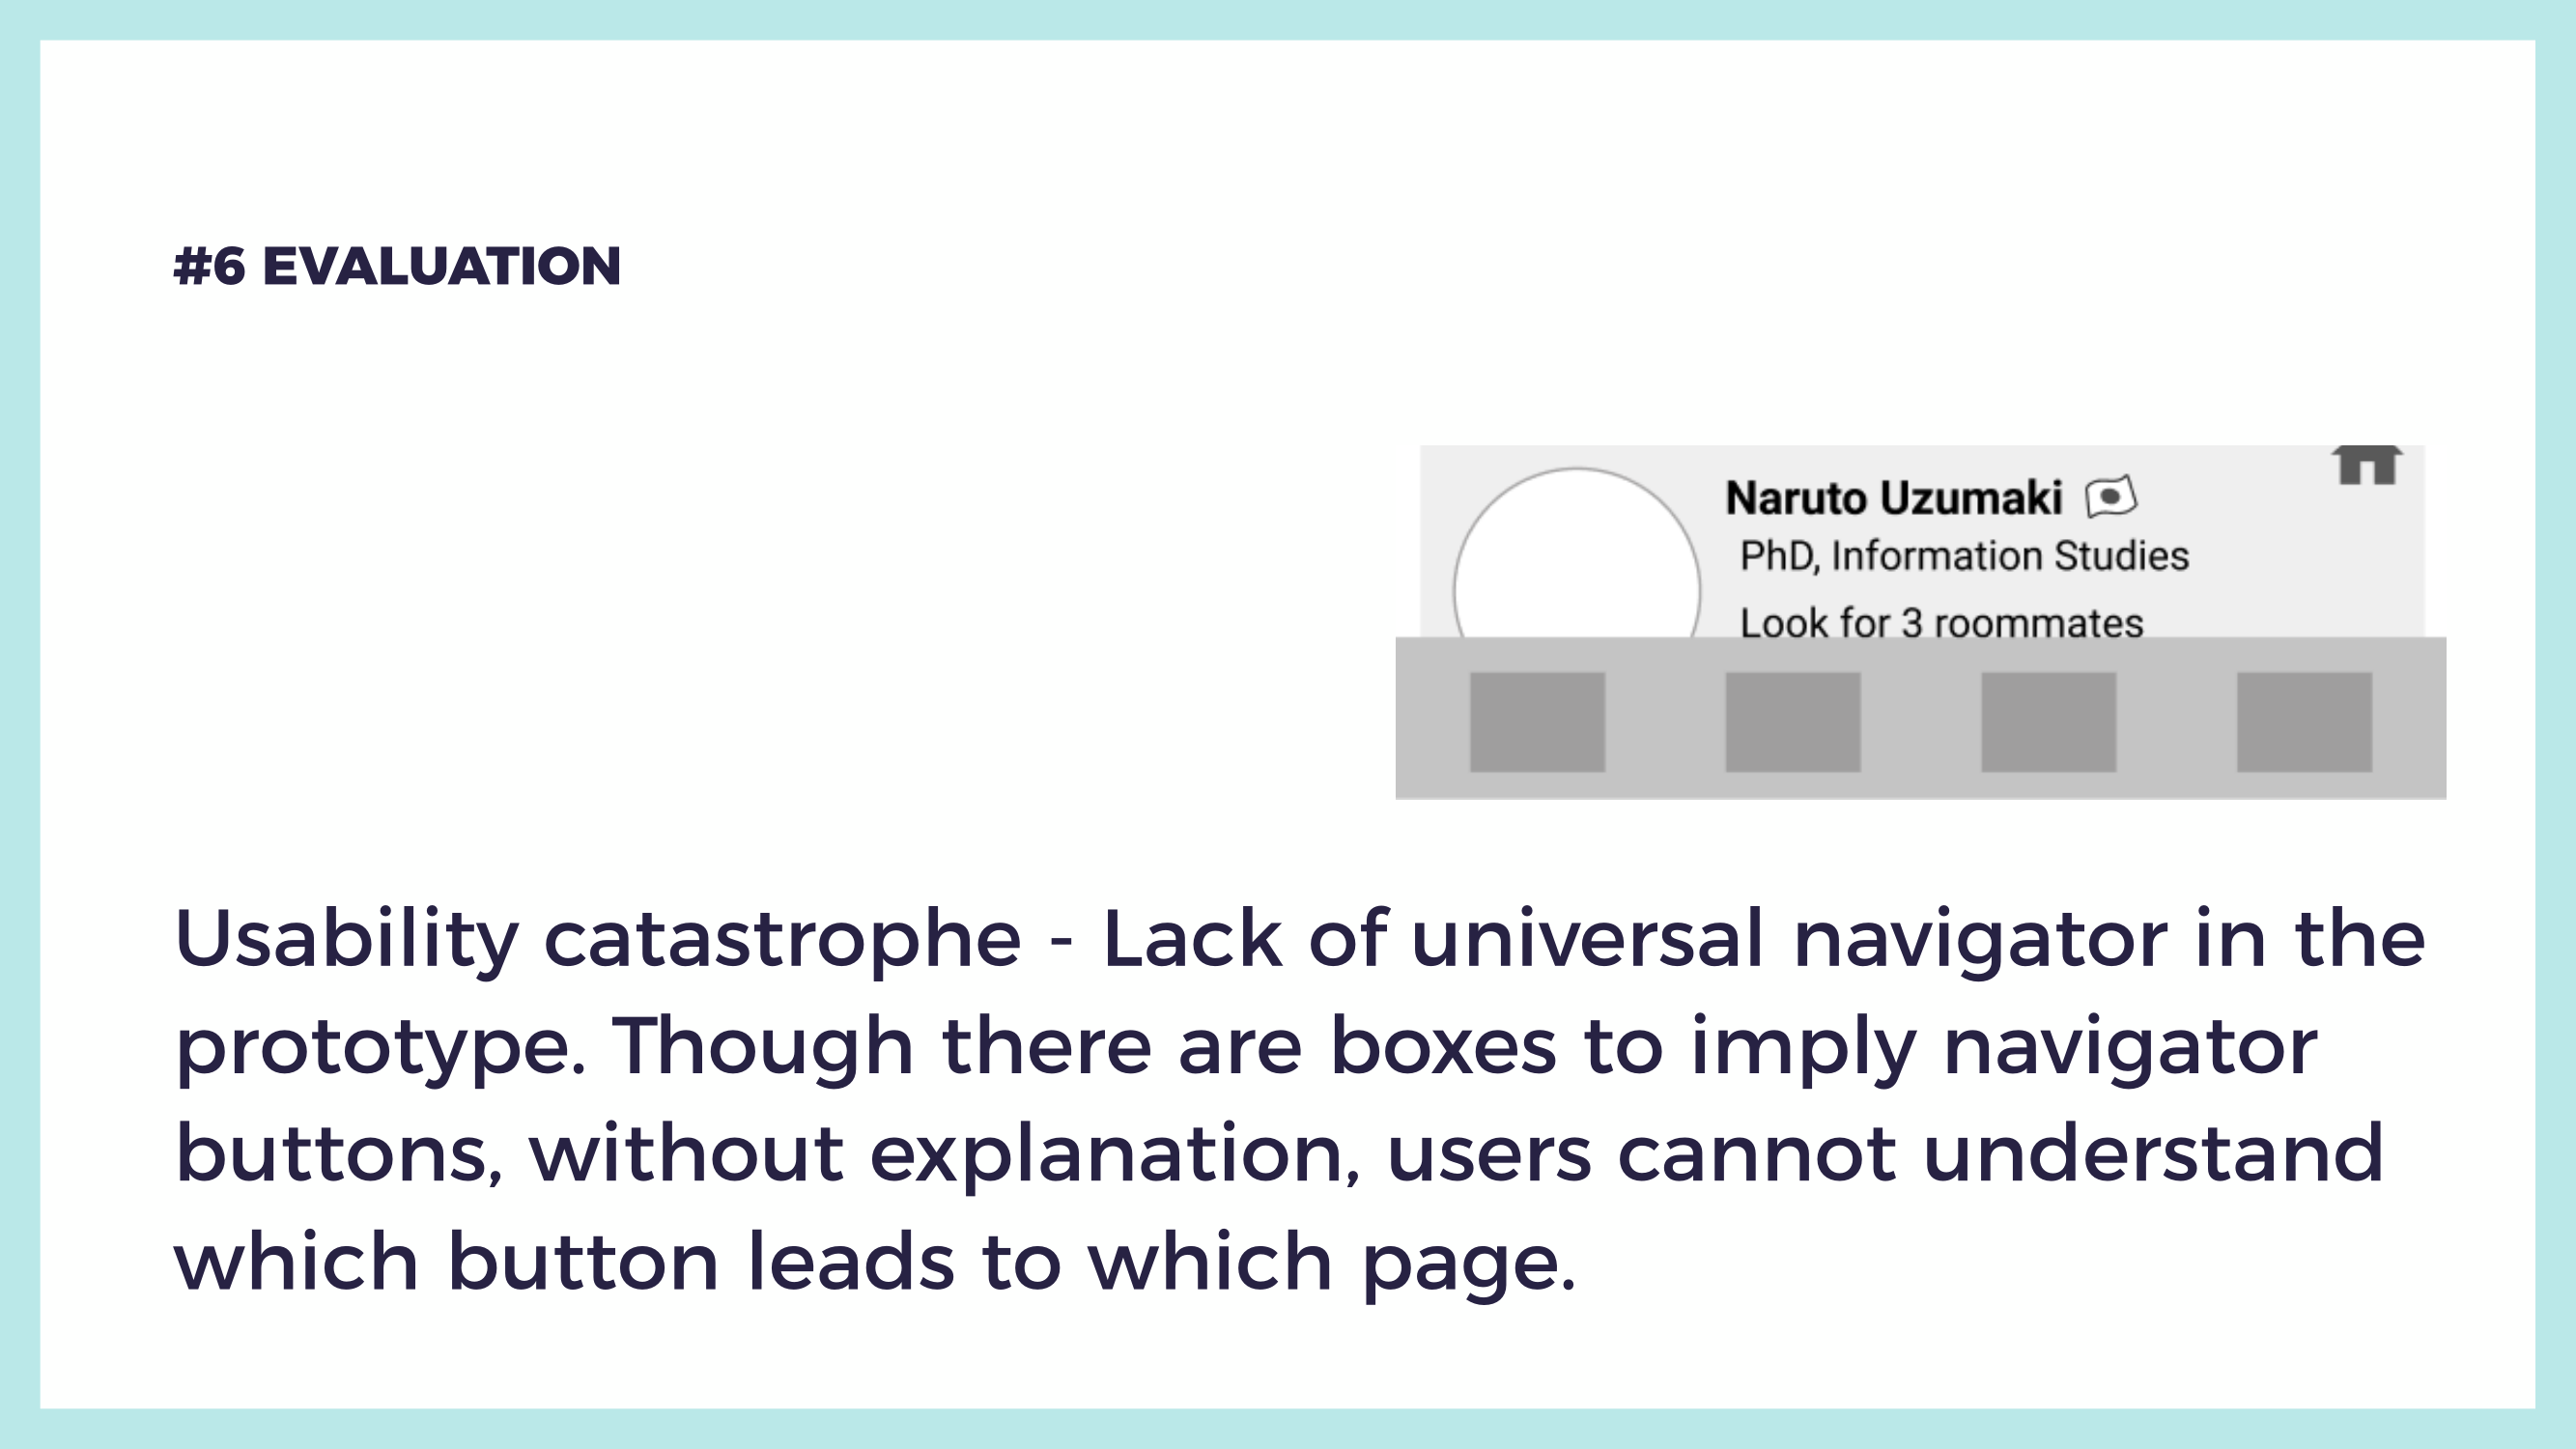 #6 EVALUATION
Naruto Uzumaki
PhD, Information Studies
Look for 3 roommates
Usability catastrophe - Lack of universal navigator in the
prototype. Though there are boxes to imply navigator
buttons, without explanation, users cannot understand
which button leads to which page.